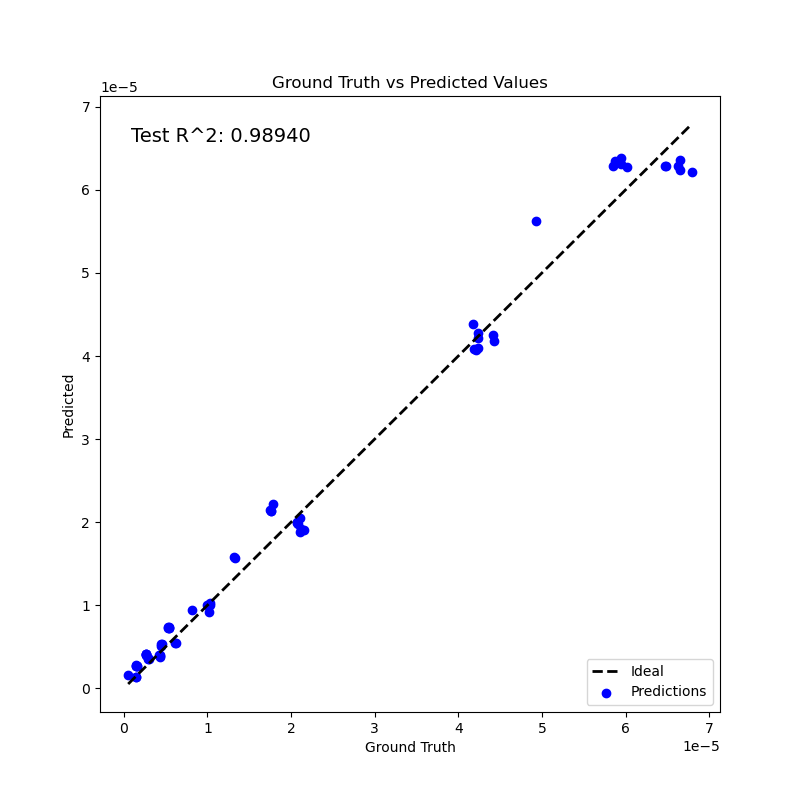 Ground Truth vs Predicted Values
1e−5
Test R^2: 0.98940
7
6
5
4
3
2
1
0
Predicted
Ideal
Predictions
0 1 2 3 4 5 6 7
Ground Truth
1e−5